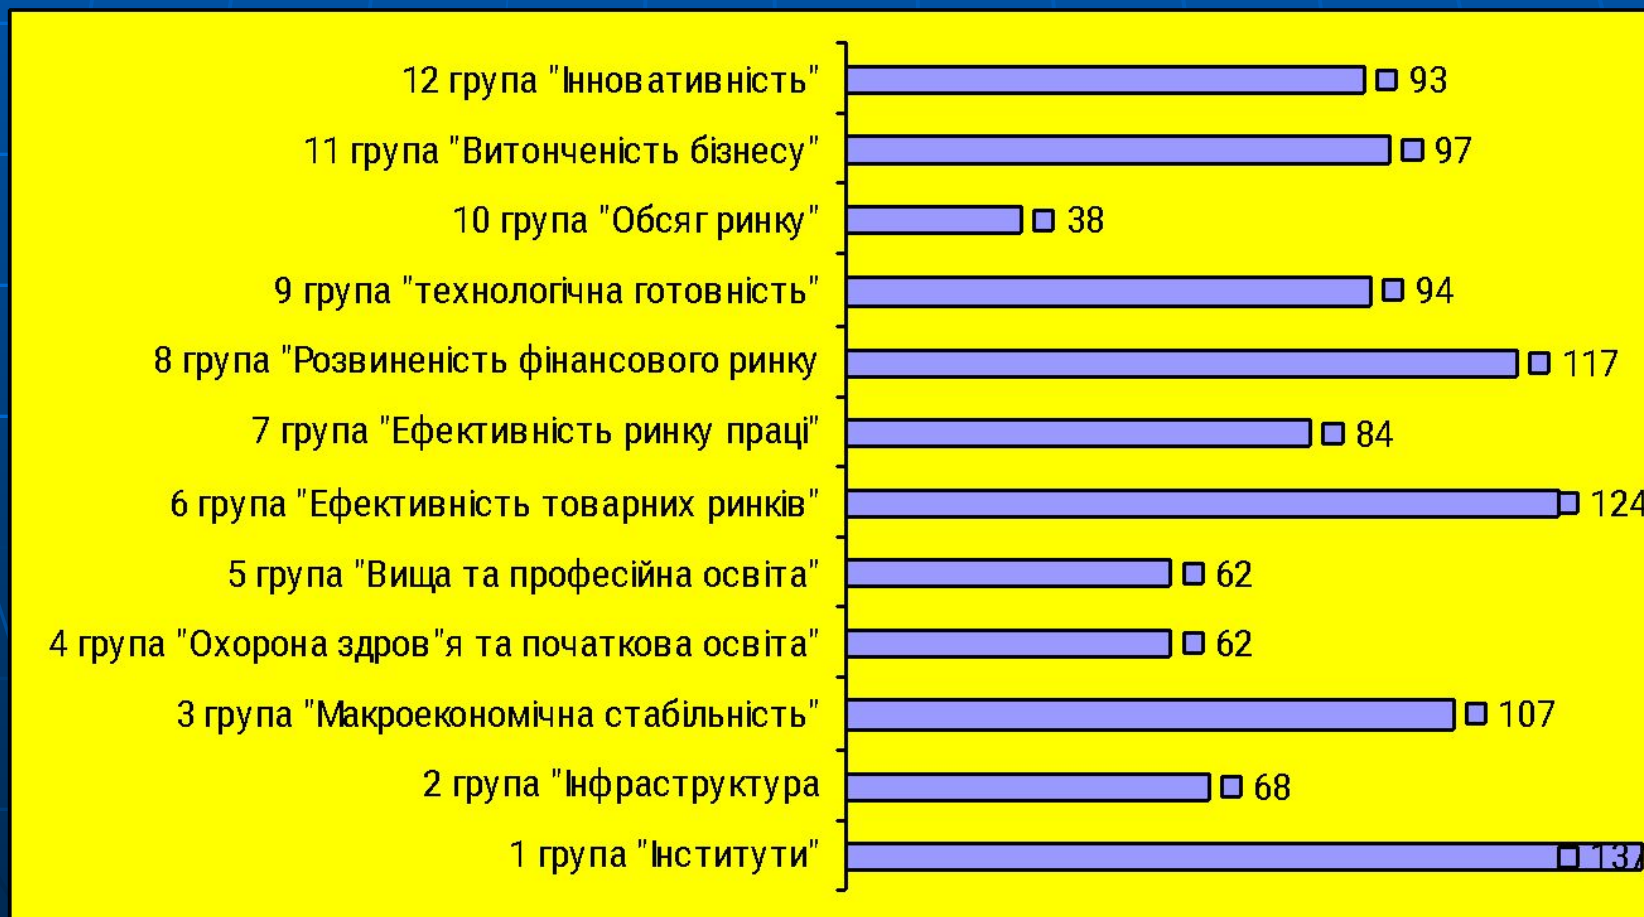 12 група "Інновативність" 93
11 група "Витонченість бізнесу" 97
10 група "Обсяг ринку" 38
9 група "технологічна готовність" 94
8 група "Розвиненість фінансового ринку 117
7 група "Ефективність ринку праці" 84
6 група "Ефективність товарних ринків" 124
5 група "Вища та професійна освіта" 62
4 група "Охорона здров"я та початкова освіта" 62
3 група "Макроекономічна стабільність" 107
2 група "Інфраструктура 68
1 група "Інститути" 137